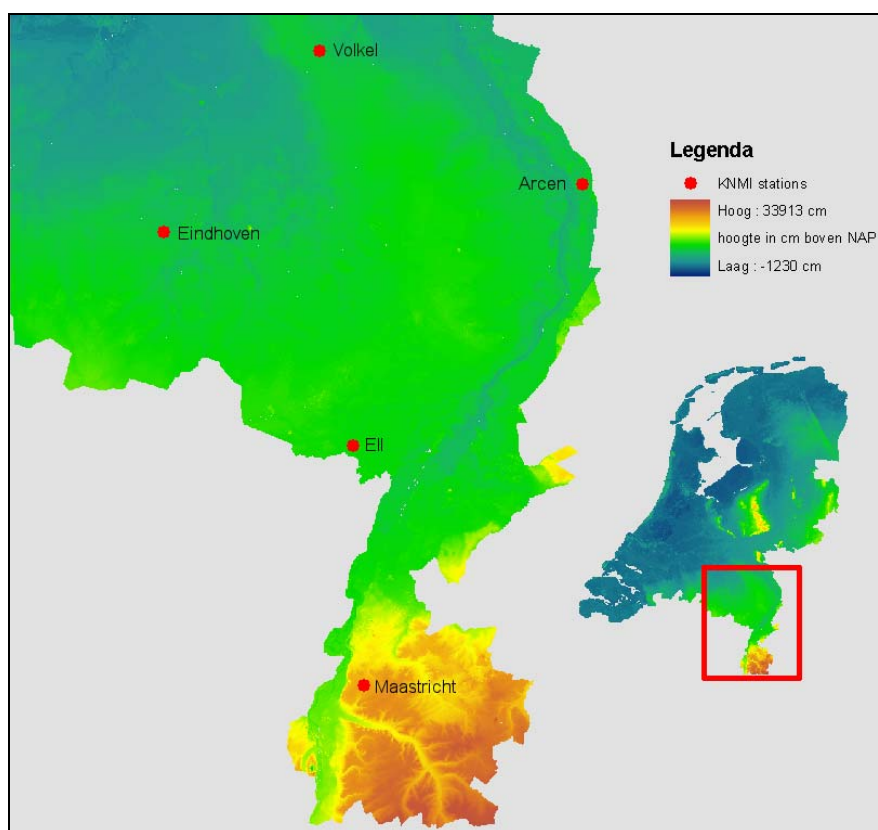 Volkel
Legenda
Arcen
KNMI stations
Hoog : 33913 cm
Eindhoven
hoogte in cm boven NAP
Laag : -1230 cm
Ell
Maastricht